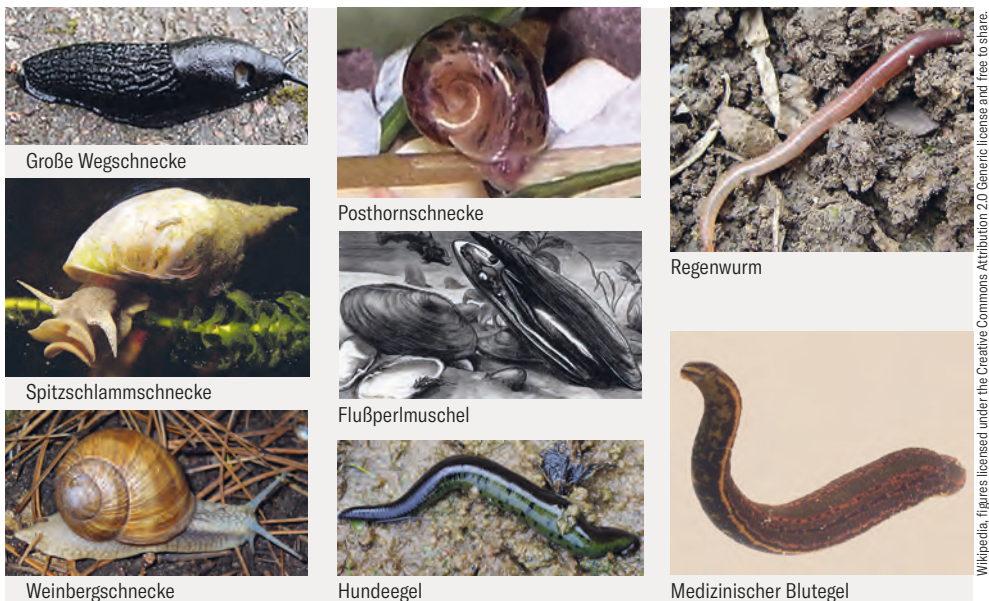 Große Wegschnecke
Spitzschlammschnecke
Weinbergschnecke
Posthornschnecke
Flußperlmuschel
Hundeegel
Regenwurm
Medizinischer Blutegel
Wikipedia, figures licensed under the Creative Commons Attribution 2.0 Generic license and free to share.